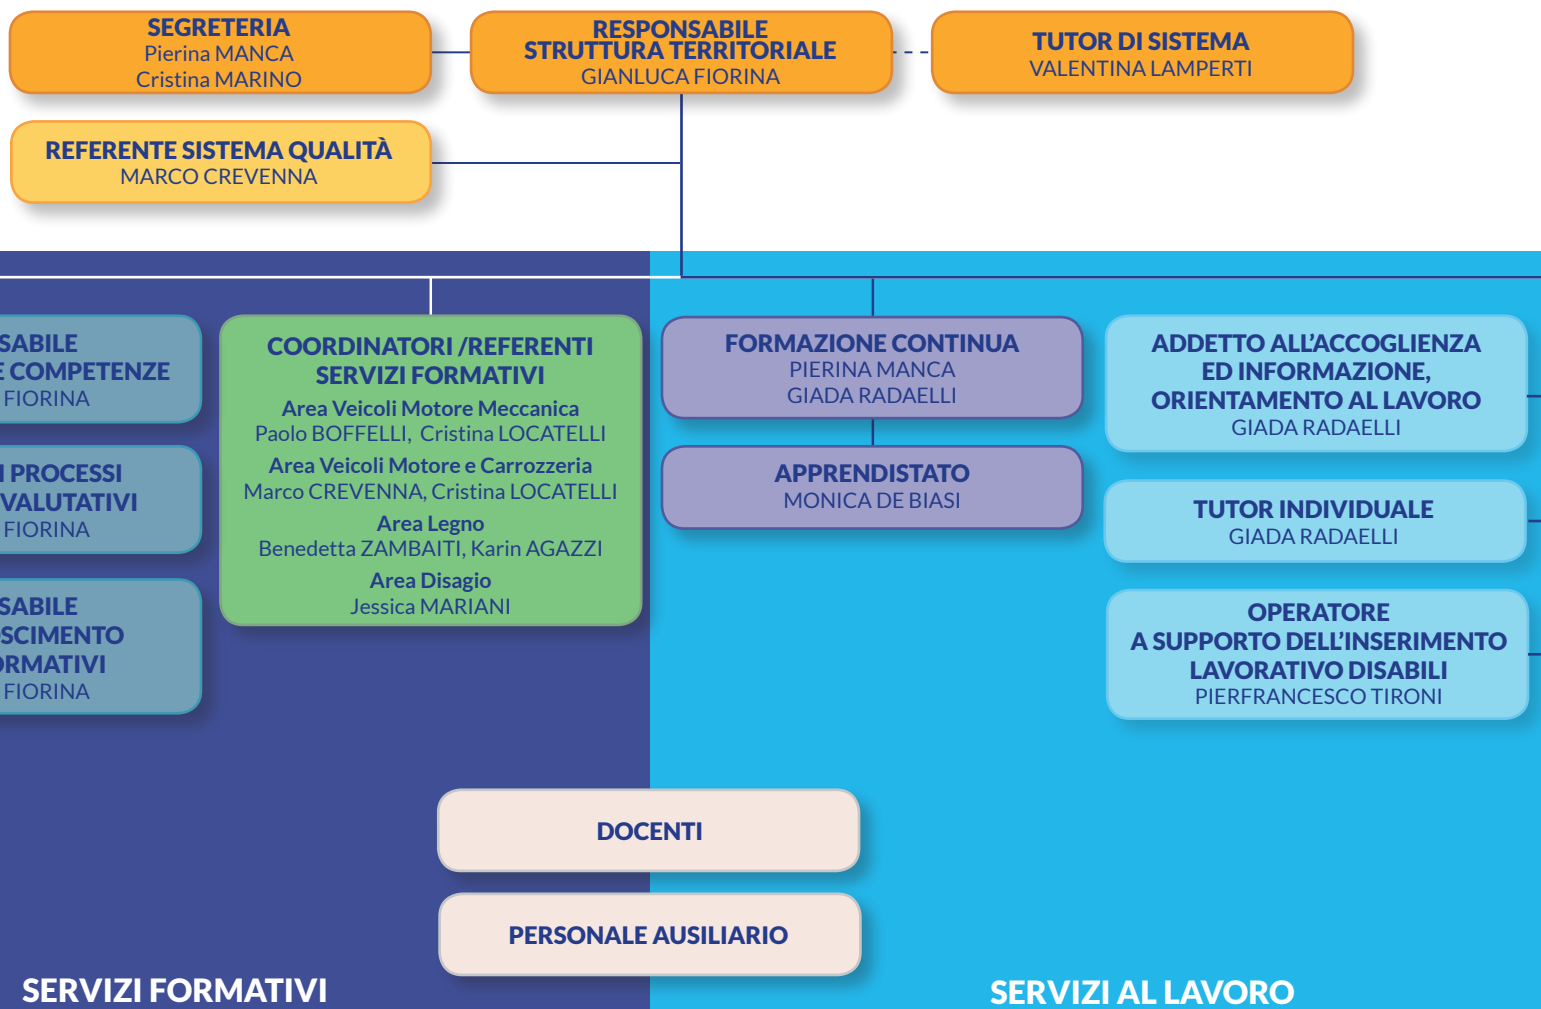 SEGRETERIA
Pierina MANCA
Cristina MARINO
RESPONSABILE
STRUTTURA TERRITORIALE
GIANLUCA FIORINA
TUTOR DI SISTEMA
VALENTINA LAMPERTI
REFERENTE SISTEMA QUALITÀ
MARCO CREVENNA
SABILE
E COMPETENZE
FIORINA
I PROCESSI
VALUTATIVI
FIORINA
SABILE
SCIMENTO
RMATIVI
FIORINA
COORDINATORI /REFERENTI
SERVIZI FORMATIVI
Area Veicoli Motore Meccanica
Paolo BOFFELLI, Cristina LOCATELLI
Area Veicoli Motore e Carrozzeria
Marco CREVENNA, Cristina LOCATELLI
Area Legno
Benedetta ZAMBAITI, Karin AGAZZI
Area Disagio
Jessica MARIANI
FORMAZIONE CONTINUA
PIERINA MANCA
GIADA RADAELLI
APPRENDISTATO
MONICA DE BIASI
ADDETTO ALL'ACCOGLIENZA
ED INFORMAZIONE,
ORIENTAMENTO AL LAVORO
GIADA RADAELLI
TUTOR INDIVIDUALE
GIADA RADAELLI
OPERATORE
A SUPPORTO DELL'INSERIMENTO
LAVORATIVO DISABILI
PIERFRANCESCO TIRONI
DOCENTI
PERSONALE AUSILIARIO
SERVIZI FORMATIVI
SERVIZI AL LAVORO